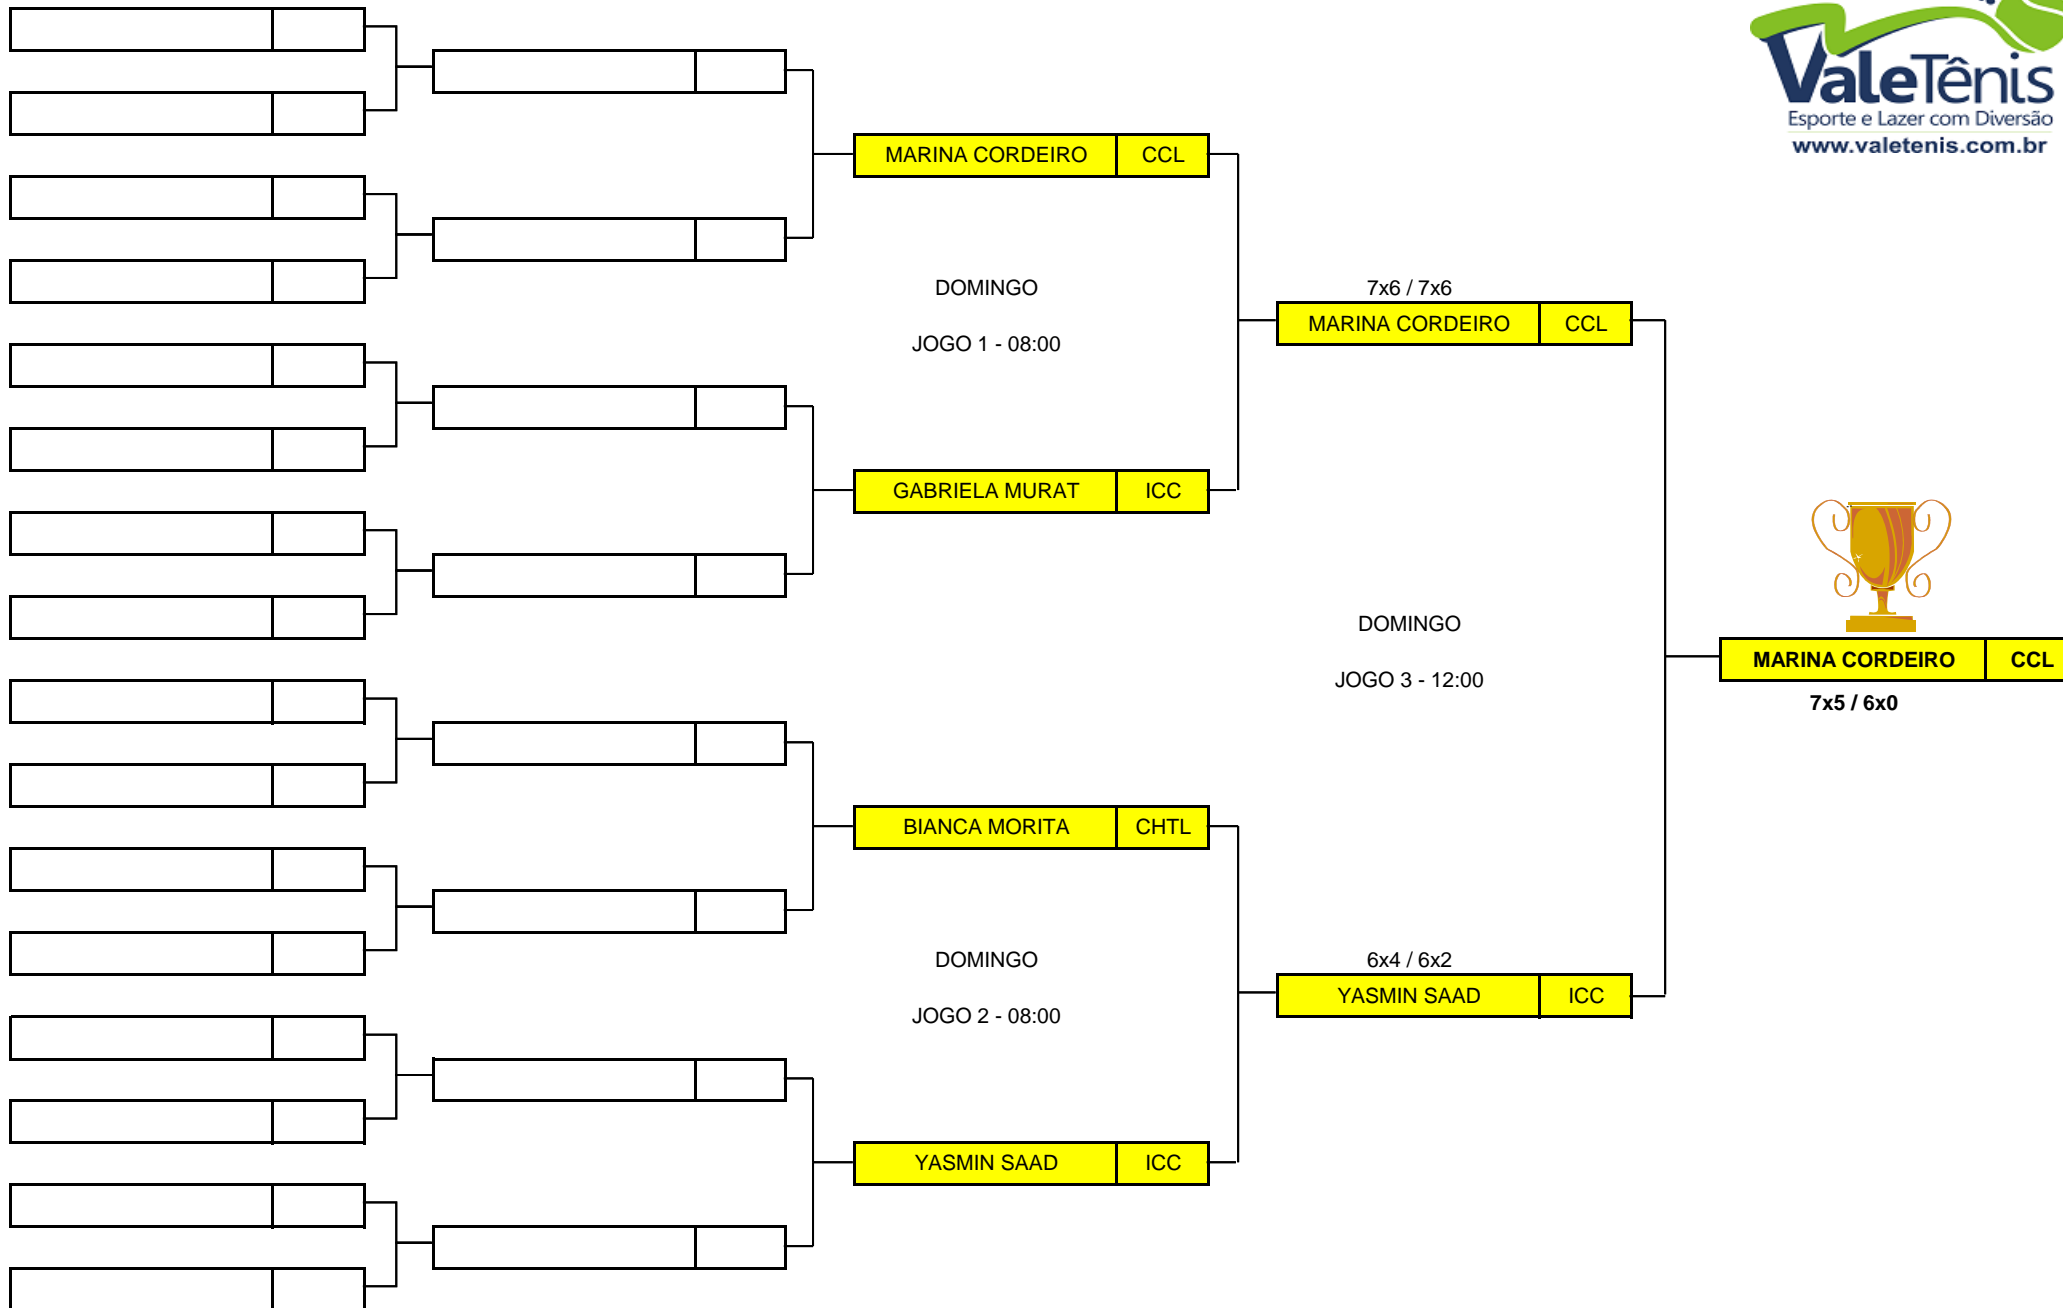 ValeTênis
Esporte e Lazer com Diversão
www.valetenis.com.br
MARINA CORDEIRO CCL
DOMINGO
JOGO 1 - 08:00
7x6 / 7x6
MARINA CORDEIRO CCL
GABRIELA MURAT ICC
DOMINGO
JOGO 3 - 12:00
MARINA CORDEIRO CCL
7x5 / 6x0
BIANCA MORITA CHTL
DOMINGO
JOGO 2 - 08:00
6x4 / 6x2
YASMIN SAAD ICC
YASMIN SAAD ICC